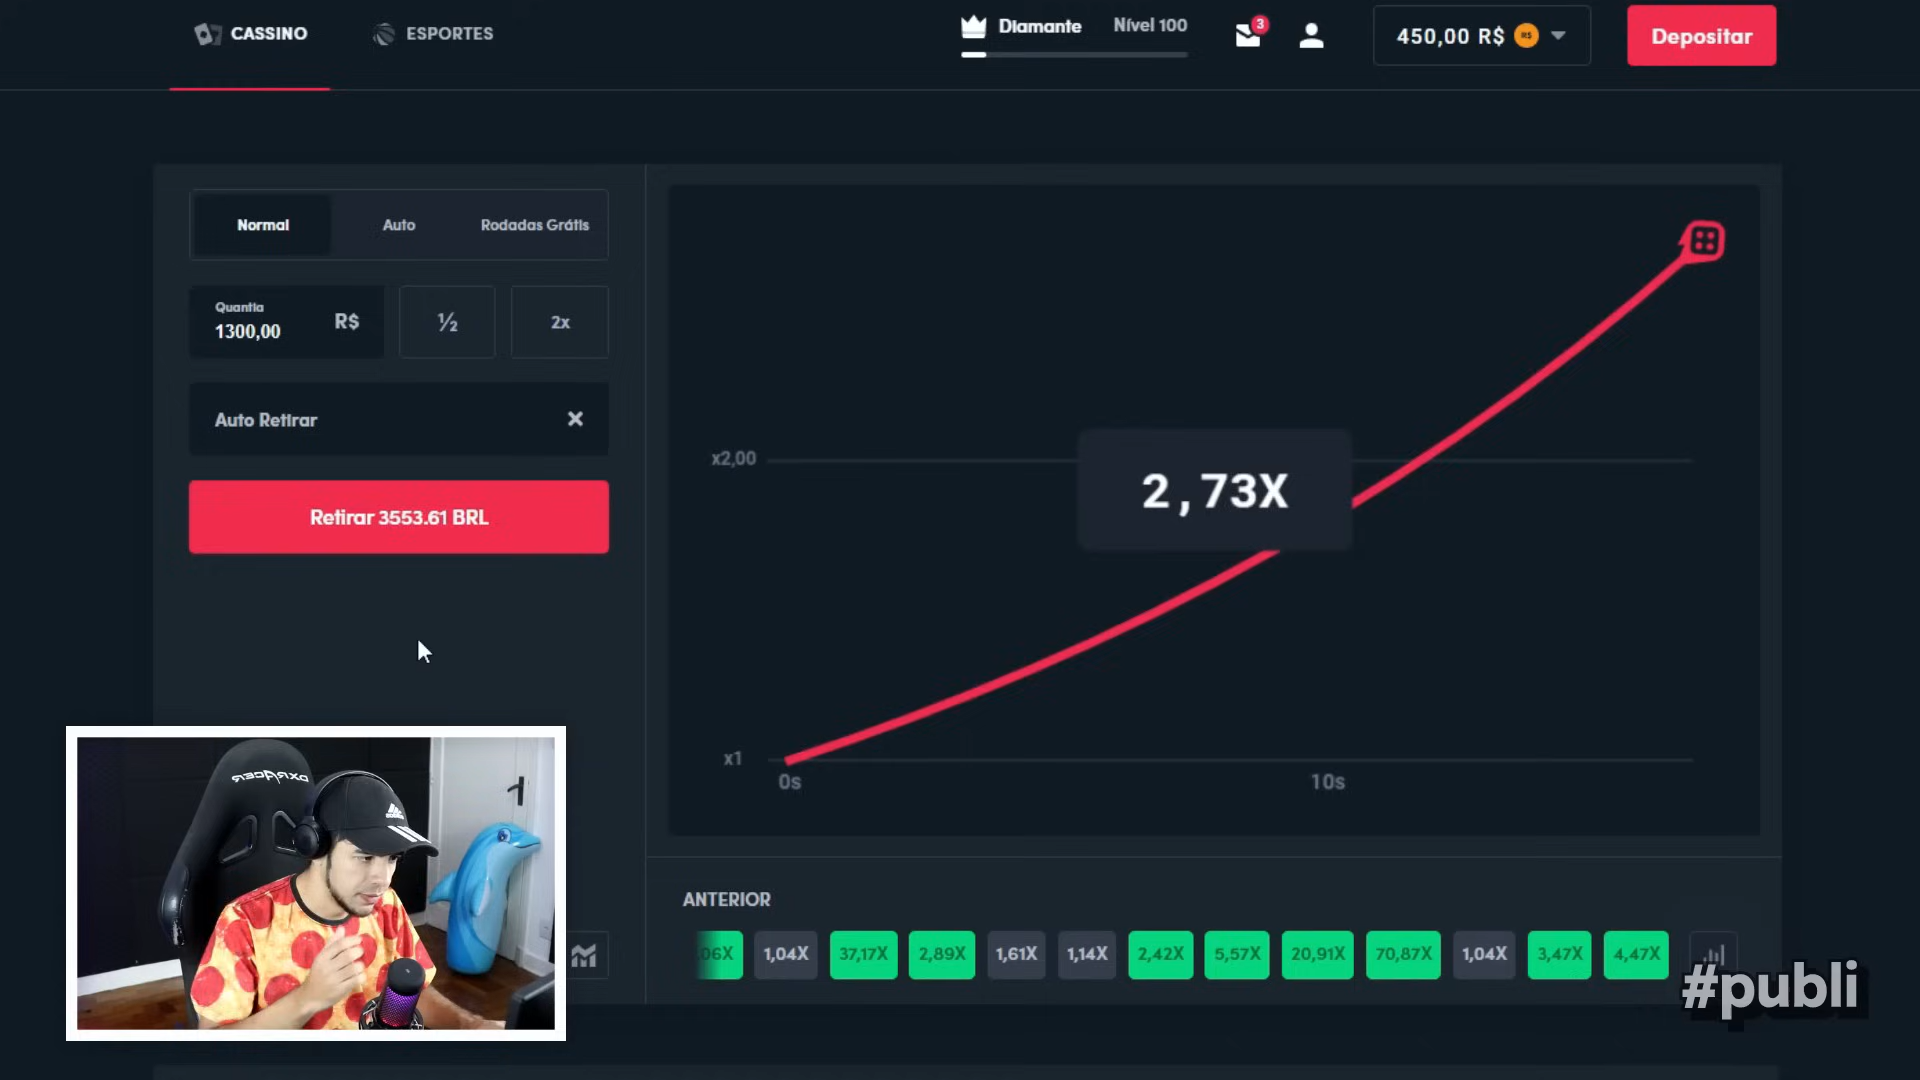 CASSINO
ESPORTES
Diamante
Nível 100
3
450,00 R$
R$
Depositar
Normal
Auto
Rodadas Grátis
Quantia
1300,00
R$
½
2x
Auto Retirar
Retirar 3553.61 BRL
x2,00
2,73X
x1
0s
10s
DXRACER
adidas
ANTERIOR
06X
1,04X
37,17X
2,89X
1,61X
1,14X
2,42X
5,57X
20,91X
70,87X
1,04X
3,47X
4,47X
#publi